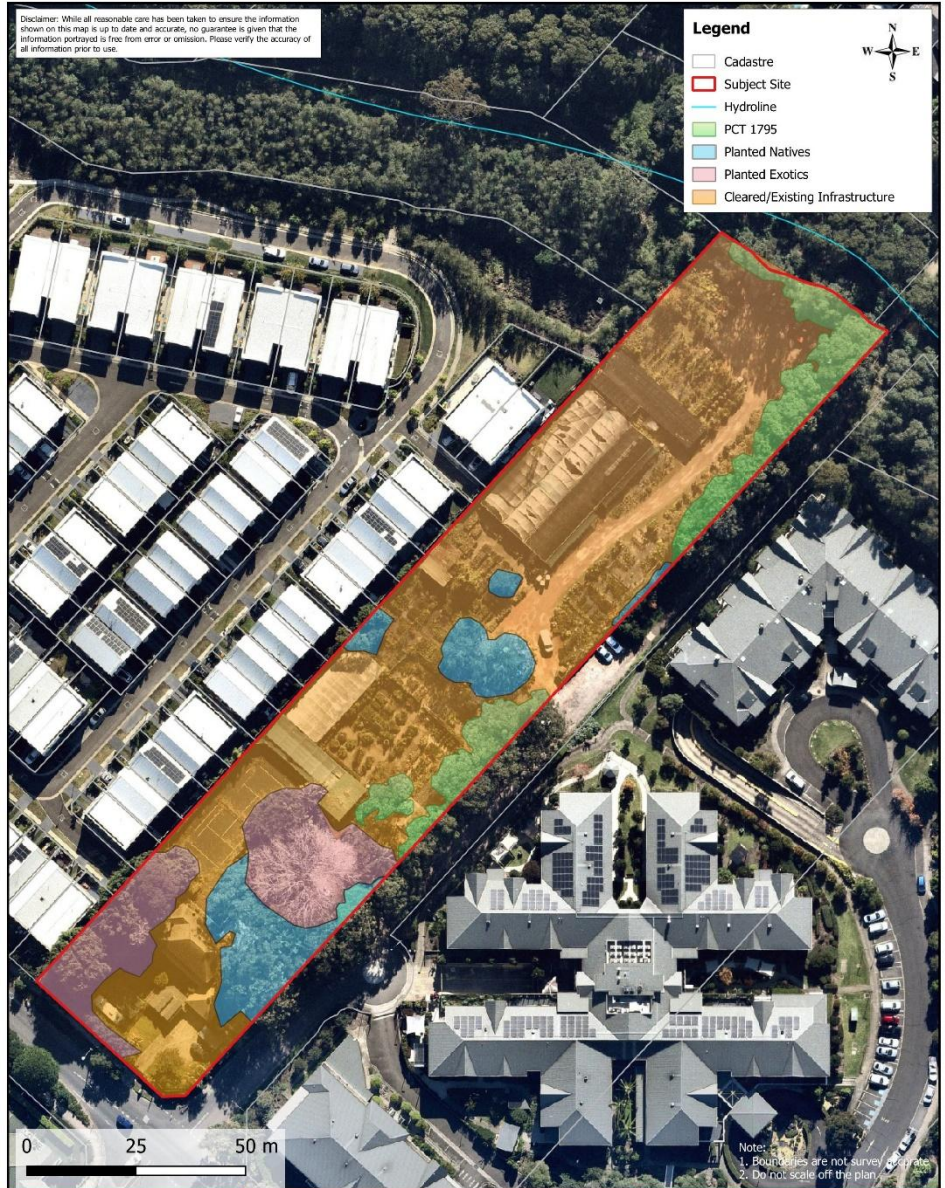 Disclaimer: While all reasonable care has been taken to ensure the information
shown on this map is up to date and accurate, no guarantee is given that the
information portrayed is free from error or omission. Please verify the accuracy of
all information prior to use.
Legend
N
W E
S
Cadastre
Subject Site
Hydroline
PCT 1795
Planted Natives
Planted Exotics
Cleared/Existing Infrastructure
0 25 50 m
Note:
1. Boundaries are not survey accurate
2. Do not scale off the plan